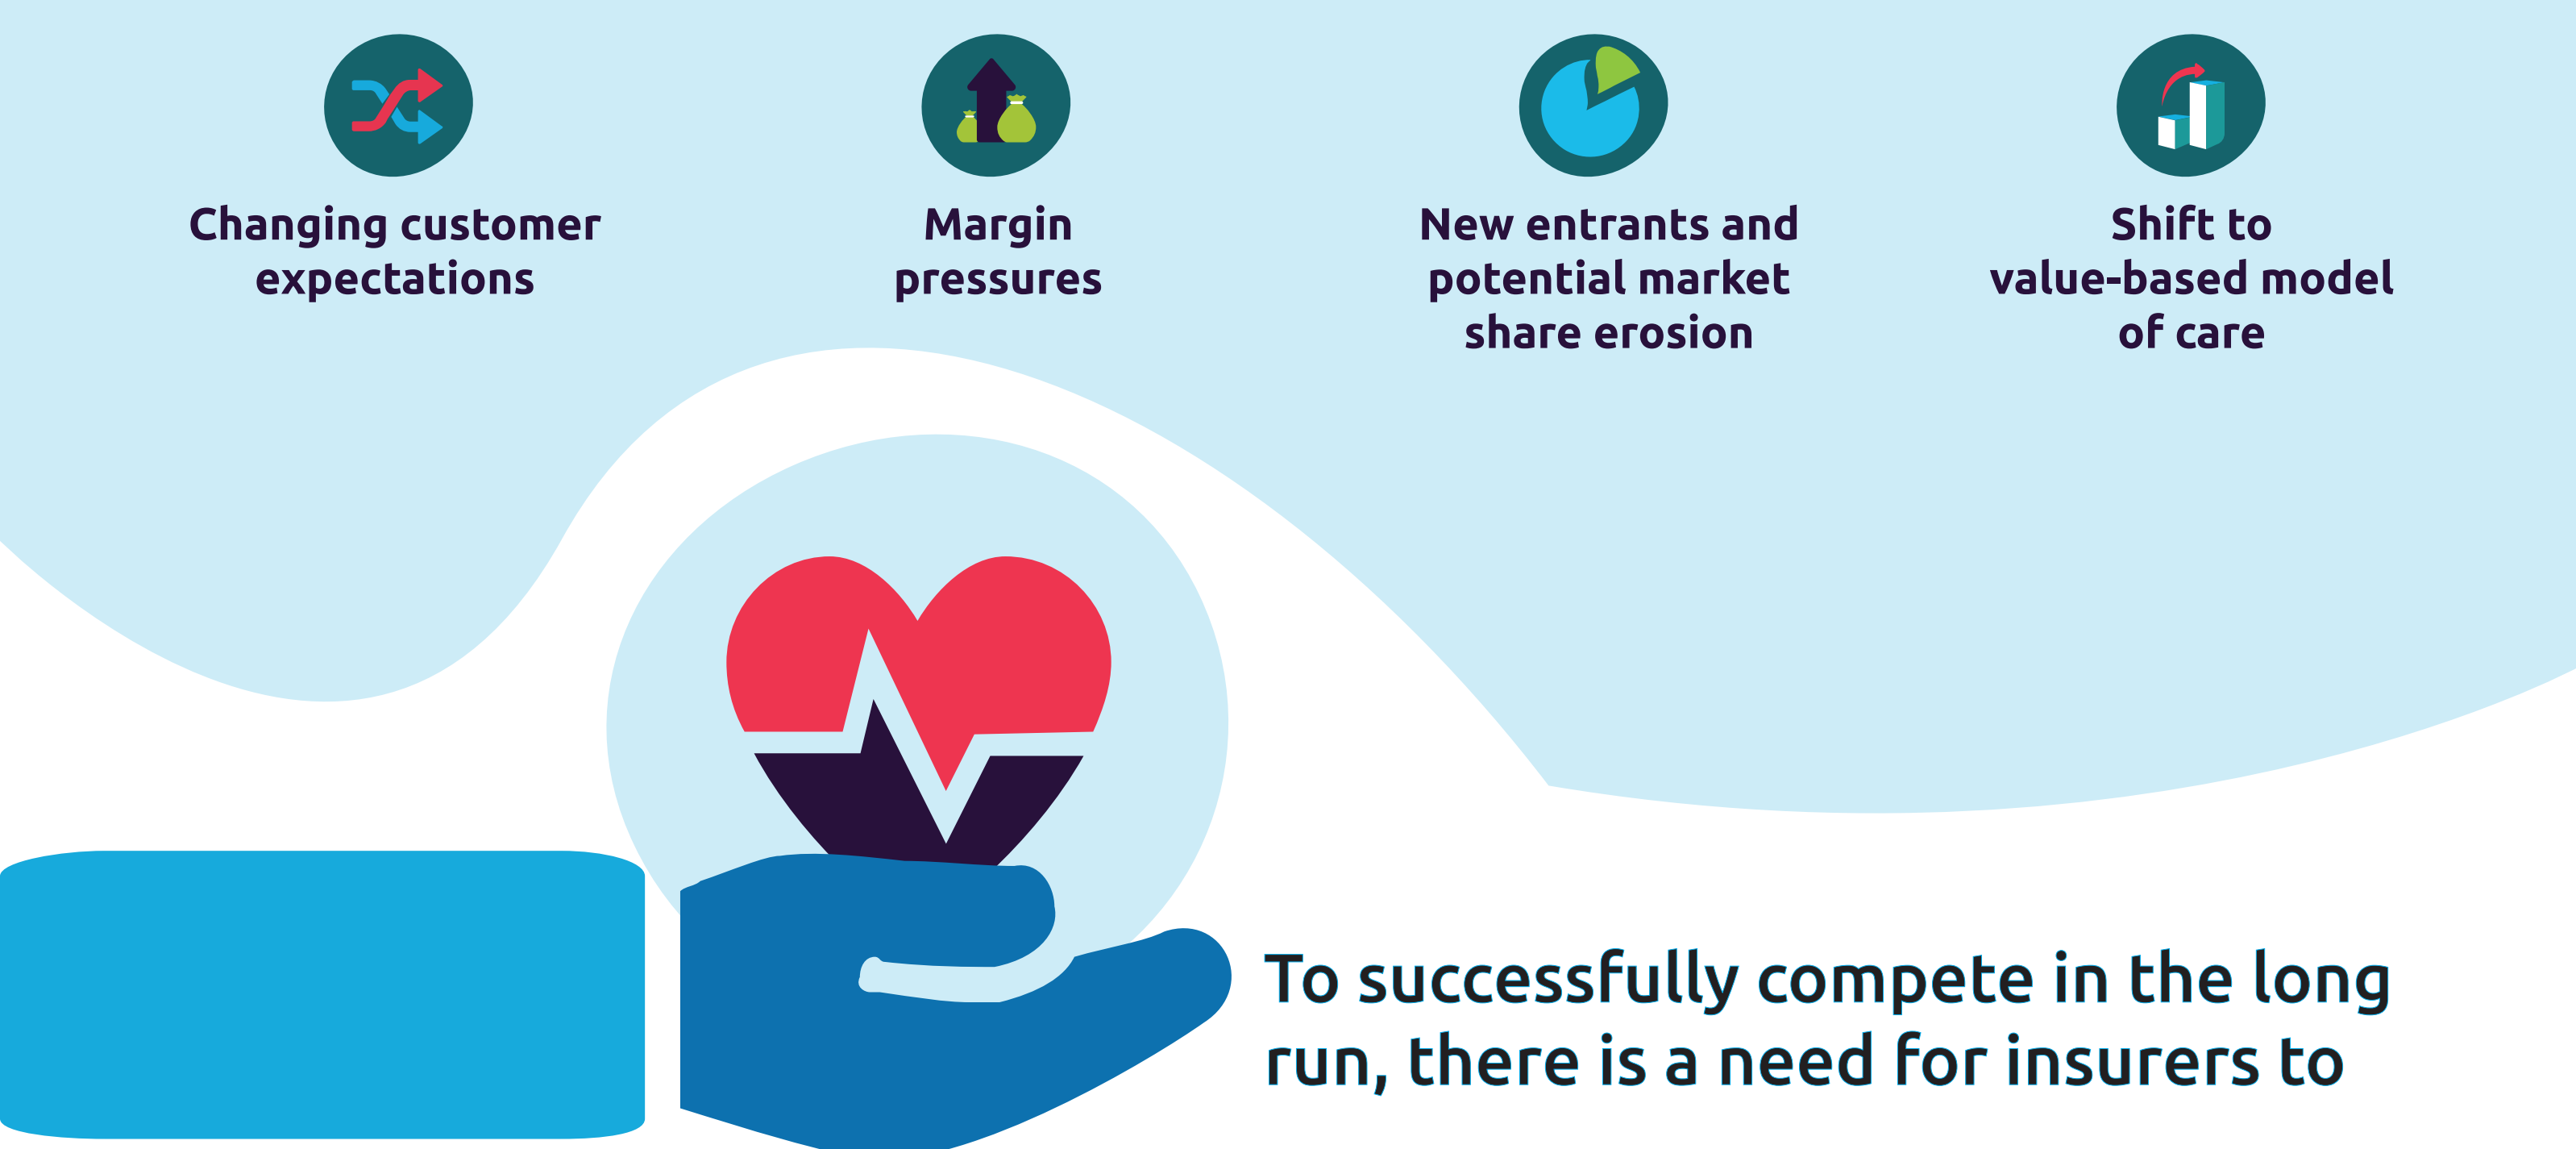 Changing customer
expectations
Margin
pressures
New entrants and
potential market
share erosion
Shift to
value-based model
of care
To successfully compete in the long
run, there is a need for insurers to